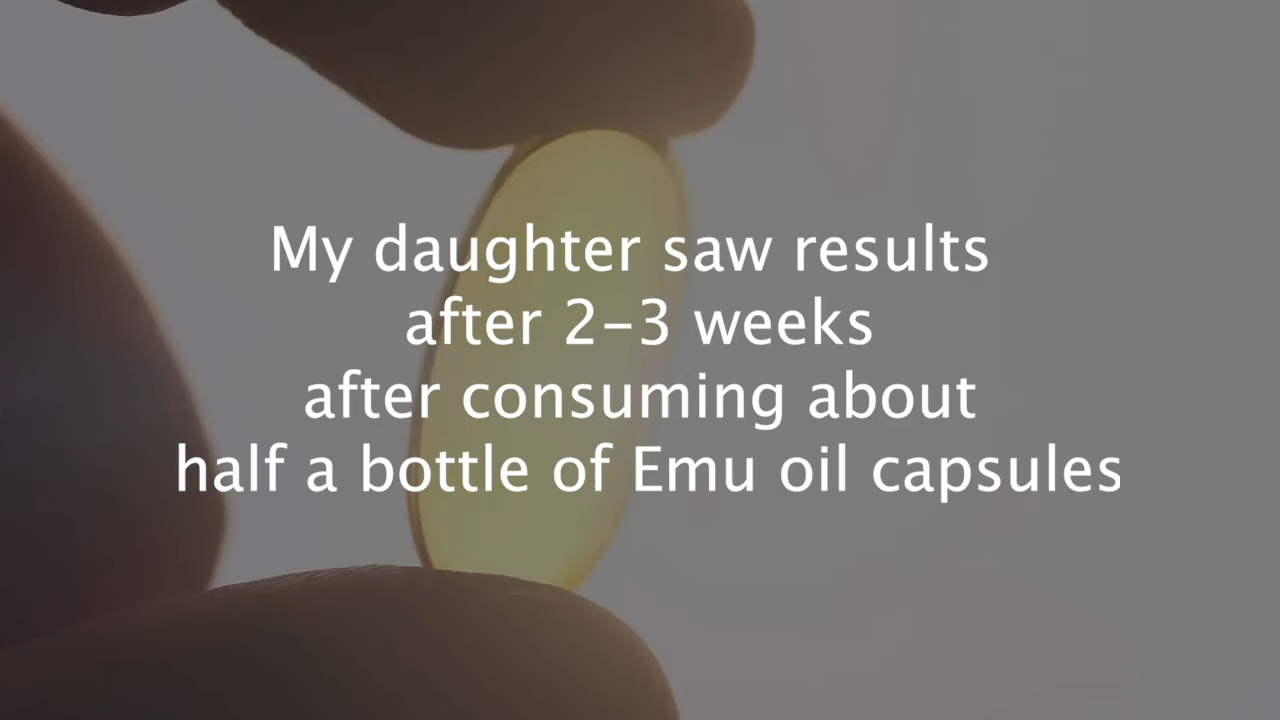 My daughter saw results
after 2-3 weeks
after consuming about
half a bottle of Emu oil capsules